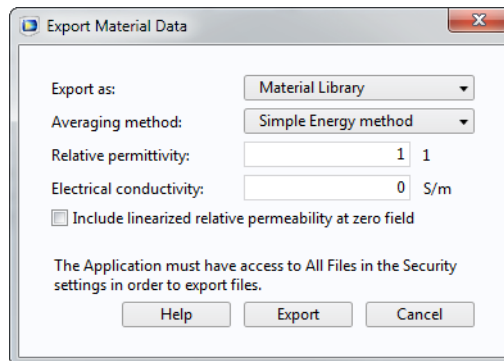 Export Material Data
Export as: Material Library
Averaging method: Simple Energy method
Relative permittivity: 1 1
Electrical conductivity: 0 S/m
Include linearized relative permeability at zero field
The Application must have access to All Files in the Security
settings in order to export files.
Help Export Cancel